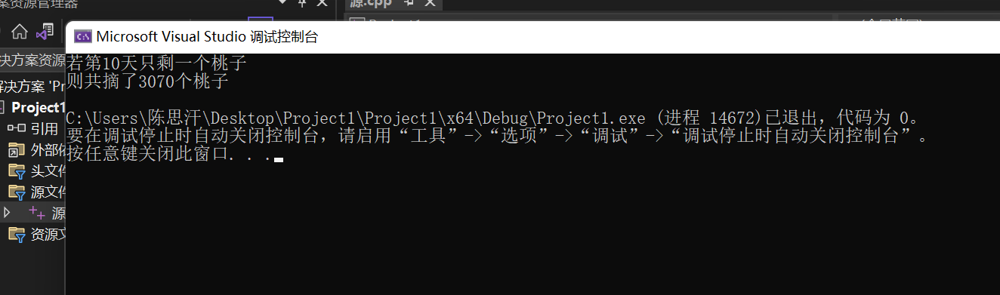 案资源管理器
源.cpp
Microsoft Visual Studio 调试控制台
若第10天只剩一个桃子
则共摘了3070个桃子
C:\Users\陈思汗\Desktop\Project1\Project1\x64\Debug\Project1.exe (进程 14672)已退出，代码为 0。
要在调试停止时自动关闭控制台，请启用“工具”->“选项”->“调试”->“调试停止时自动关闭控制台”。
按任意键关闭此窗口. . .
决方案资源
解决方案 'Pr
Project1
引用
外部依
头文件
源文件
源
资源文